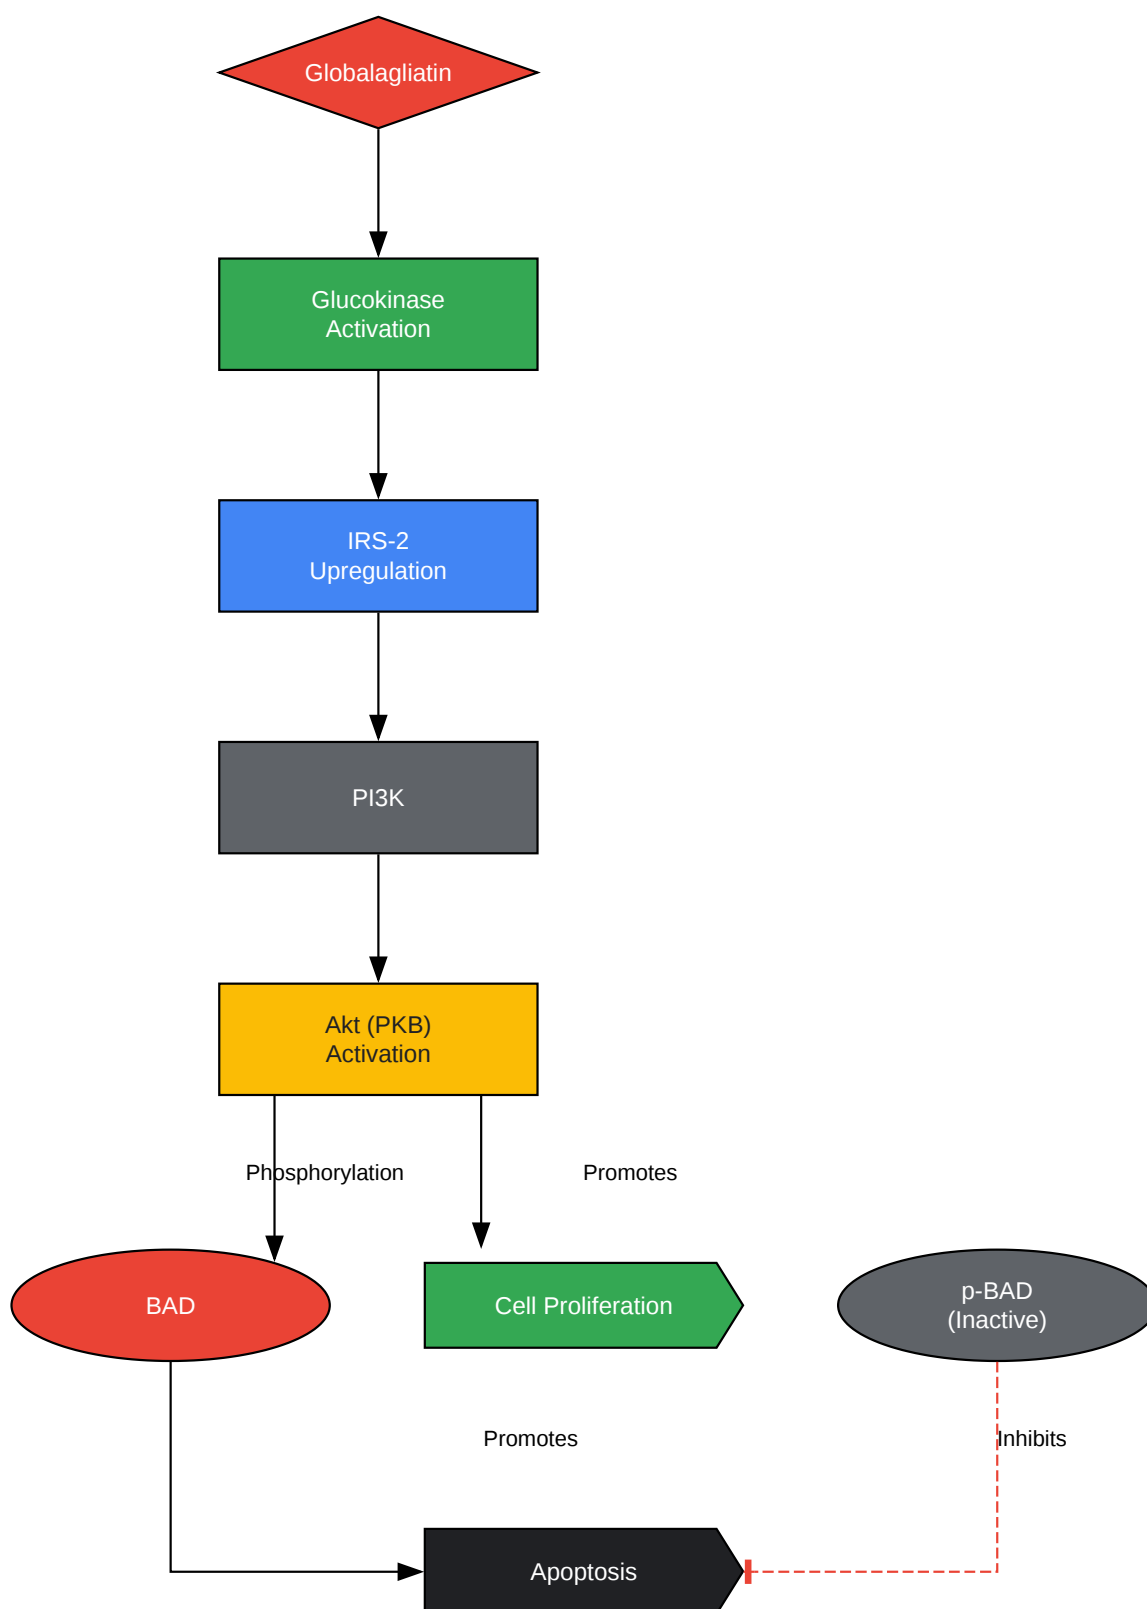 Globalagliatin
Glucokinase
Activation
IRS-2
Upregulation
PI3K
Akt (PKB)
Activation
Phosphorylation
Promotes
BAD
Cell Proliferation
p-BAD
(Inactive)
Promotes
Inhibits
Apoptosis